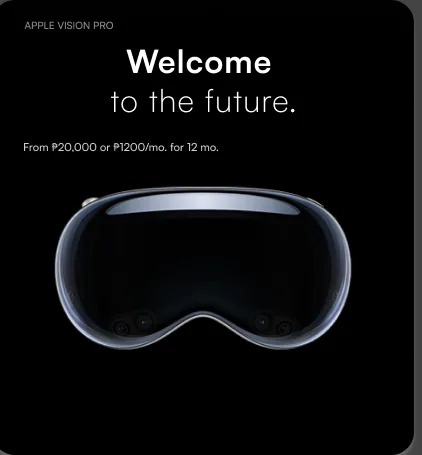 APPLE VISION PRO
Welcome
to the future.
From ₱20,000 or ₱1200/mo. for 12 mo.